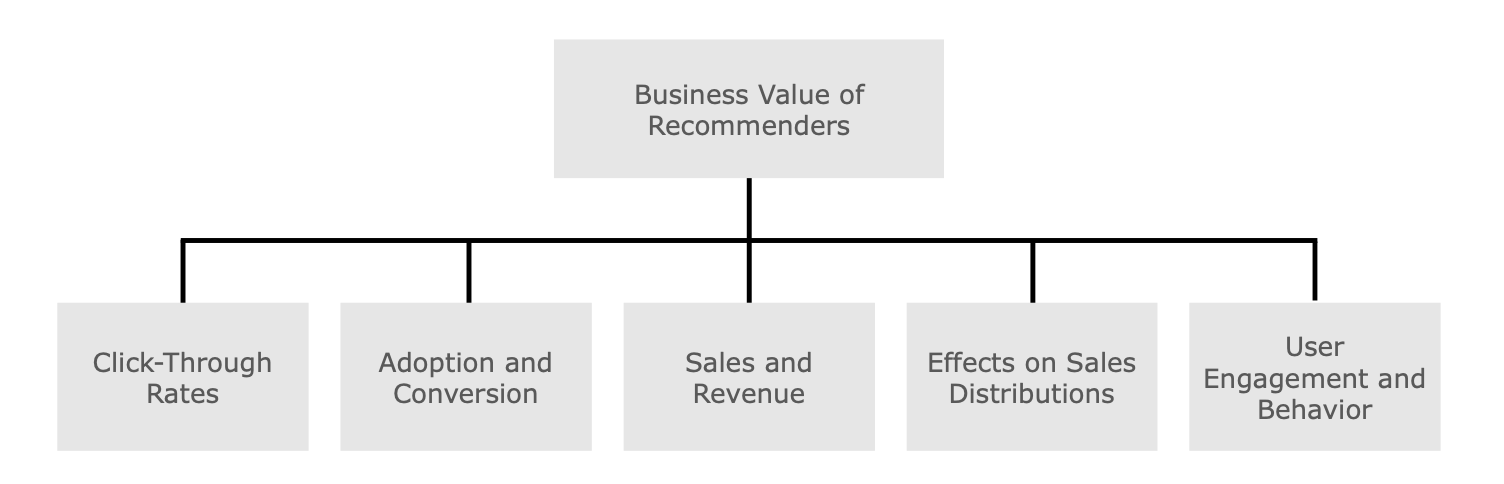 Business Value of
Recommenders
Click-Through
Rates
Adoption and
Conversion
Sales and
Revenue
Effects on Sales
Distributions
User
Engagement and
Behavior